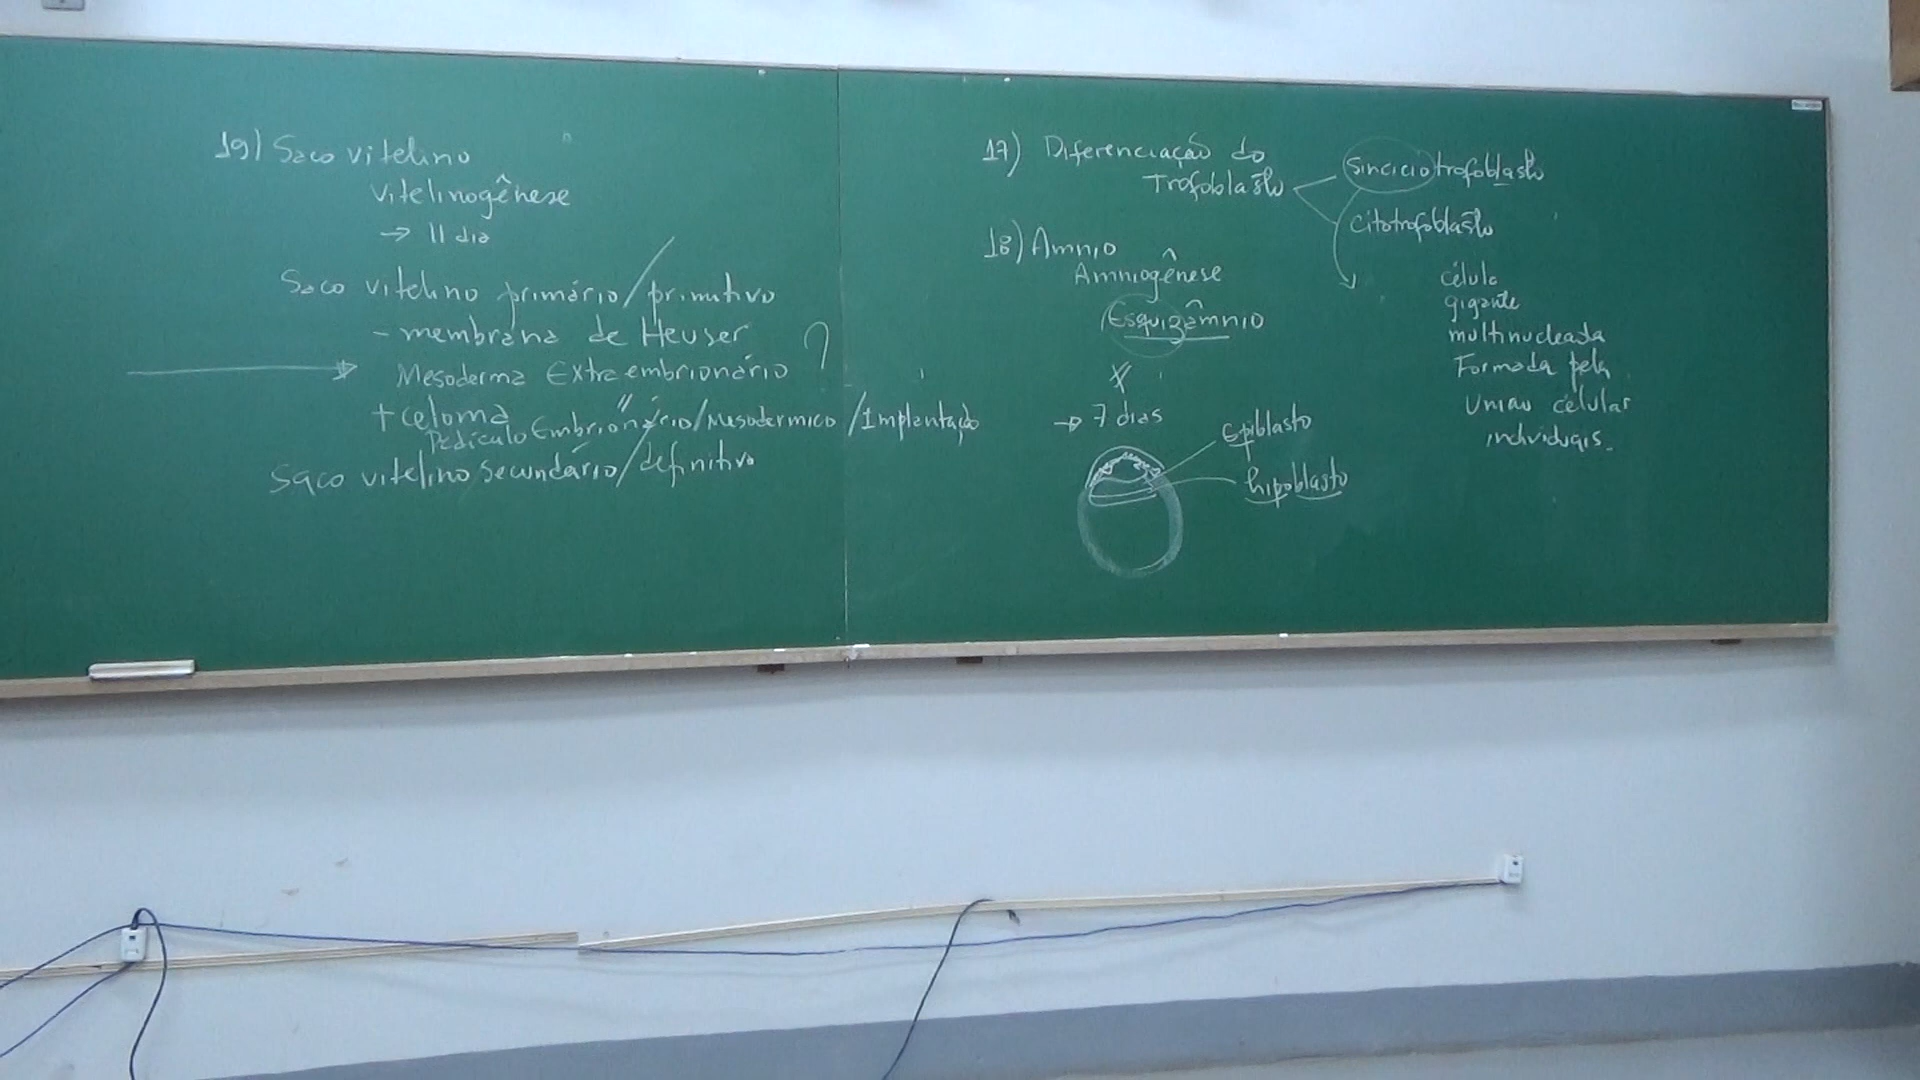 19) Saco vitelino
Vitelinogênese
→ 11 dia
Saco vitelino primário/primitivo
- membrana de Heuser
Mesoderma Extraembrionário ?
+ celoma "
Pedículo Embrionário/Mesodermico/Implantação
Saco vitelino secundário/definitivo
17) Diferenciação do
Trofoblasto
Sinciciotrofoblasto
Citotrofoblasto
célula
gigante
multinucleada
Formada pela
União célular
individuais.
18) Amnio
Amniogênese
Esquizâmnio
→ 7 dias
Epiblasto
hipoblasto